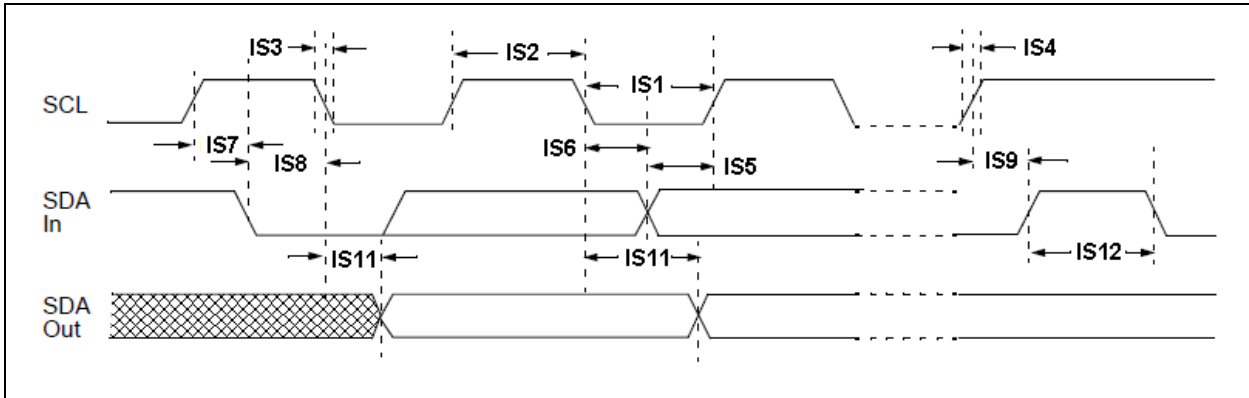 IS3
IS2
IS4
IS1
SCL
IS7
IS8
IS6
IS5
IS9
SDA
In
IS11
IS11
IS12
SDA
Out